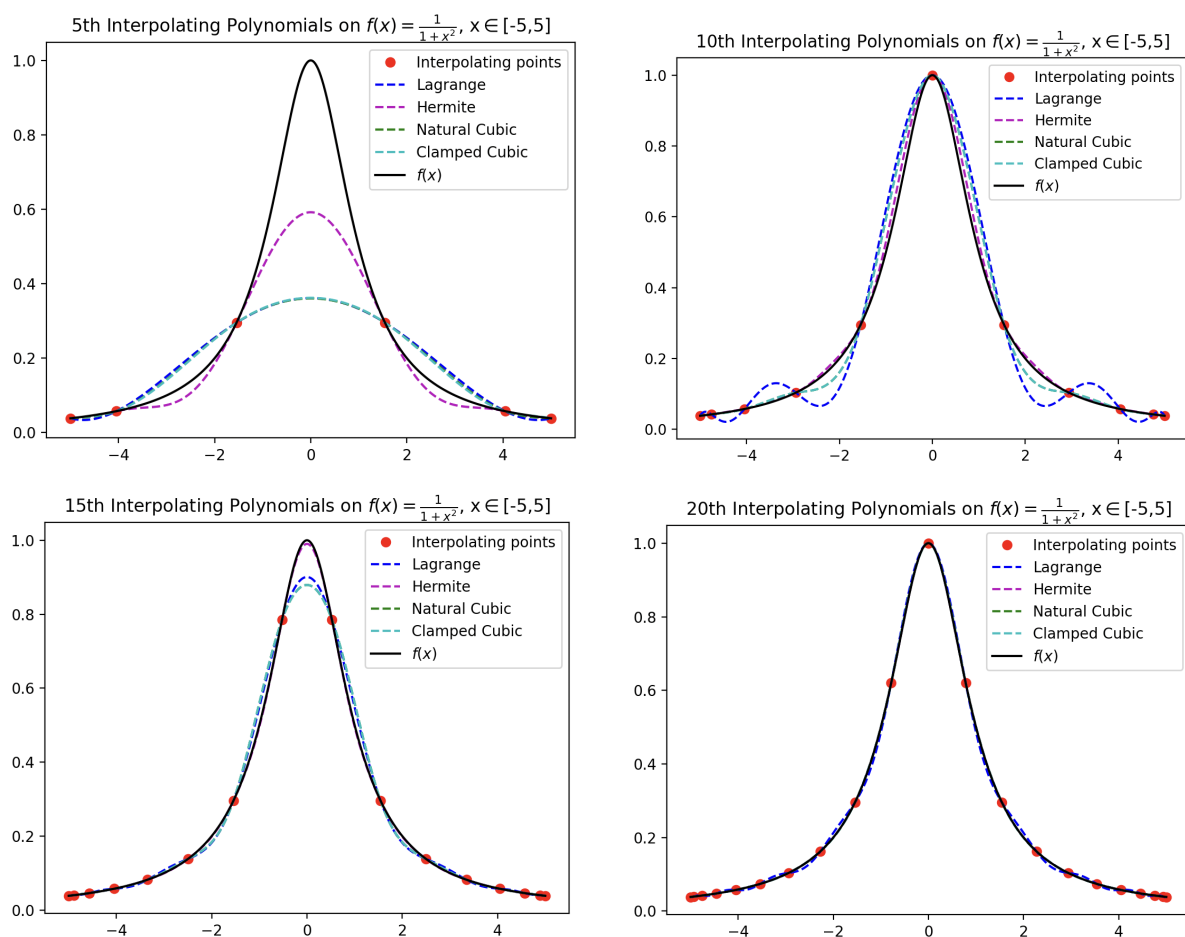 5th Interpolating Polynomials on f(x) = 1/(1+x²), x ∈ [-5,5]
1.0
0.8
0.6
0.4
0.2
0.0
−4
−2
0
2
4
Interpolating points
Lagrange
Hermite
Natural Cubic
Clamped Cubic
f(x)
10th Interpolating Polynomials on f(x) = 1/(1+x²), x ∈ [-5,5]
1.0
0.8
0.6
0.4
0.2
0.0
−4
−2
0
2
4
Interpolating points
Lagrange
Hermite
Natural Cubic
Clamped Cubic
f(x)
15th Interpolating Polynomials on f(x) = 1/(1+x²), x ∈ [-5,5]
1.0
0.8
0.6
0.4
0.2
0.0
−4
−2
0
2
4
Interpolating points
Lagrange
Hermite
Natural Cubic
Clamped Cubic
f(x)
20th Interpolating Polynomials on f(x) = 1/(1+x²), x ∈ [-5,5]
1.0
0.8
0.6
0.4
0.2
0.0
−4
−2
0
2
4
Interpolating points
Lagrange
Hermite
Natural Cubic
Clamped Cubic
f(x)